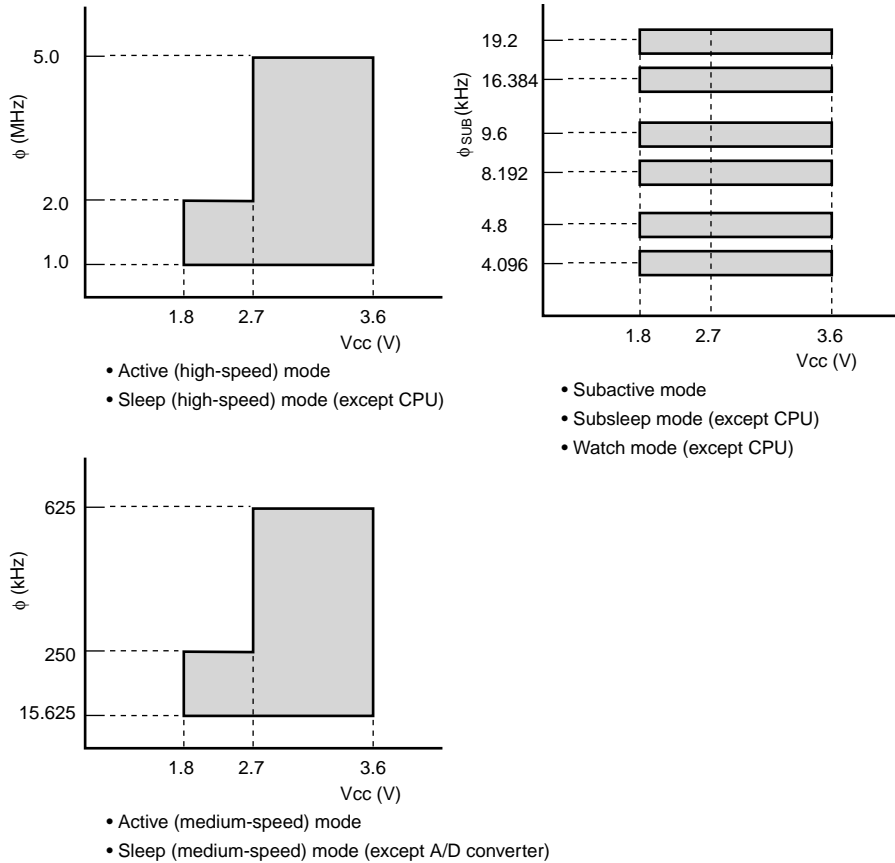 5.0
2.0
1.0
φ (MHz)
1.8 2.7 3.6
Vcc (V)
• Active (high-speed) mode
• Sleep (high-speed) mode (except CPU)
19.2
16.384
9.6
8.192
4.8
4.096
φ SUB (kHz)
1.8 2.7 3.6
Vcc (V)
• Subactive mode
• Subsleep mode (except CPU)
• Watch mode (except CPU)
625
250
15.625
φ (kHz)
1.8 2.7 3.6
Vcc (V)
• Active (medium-speed) mode
• Sleep (medium-speed) mode (except A/D converter)